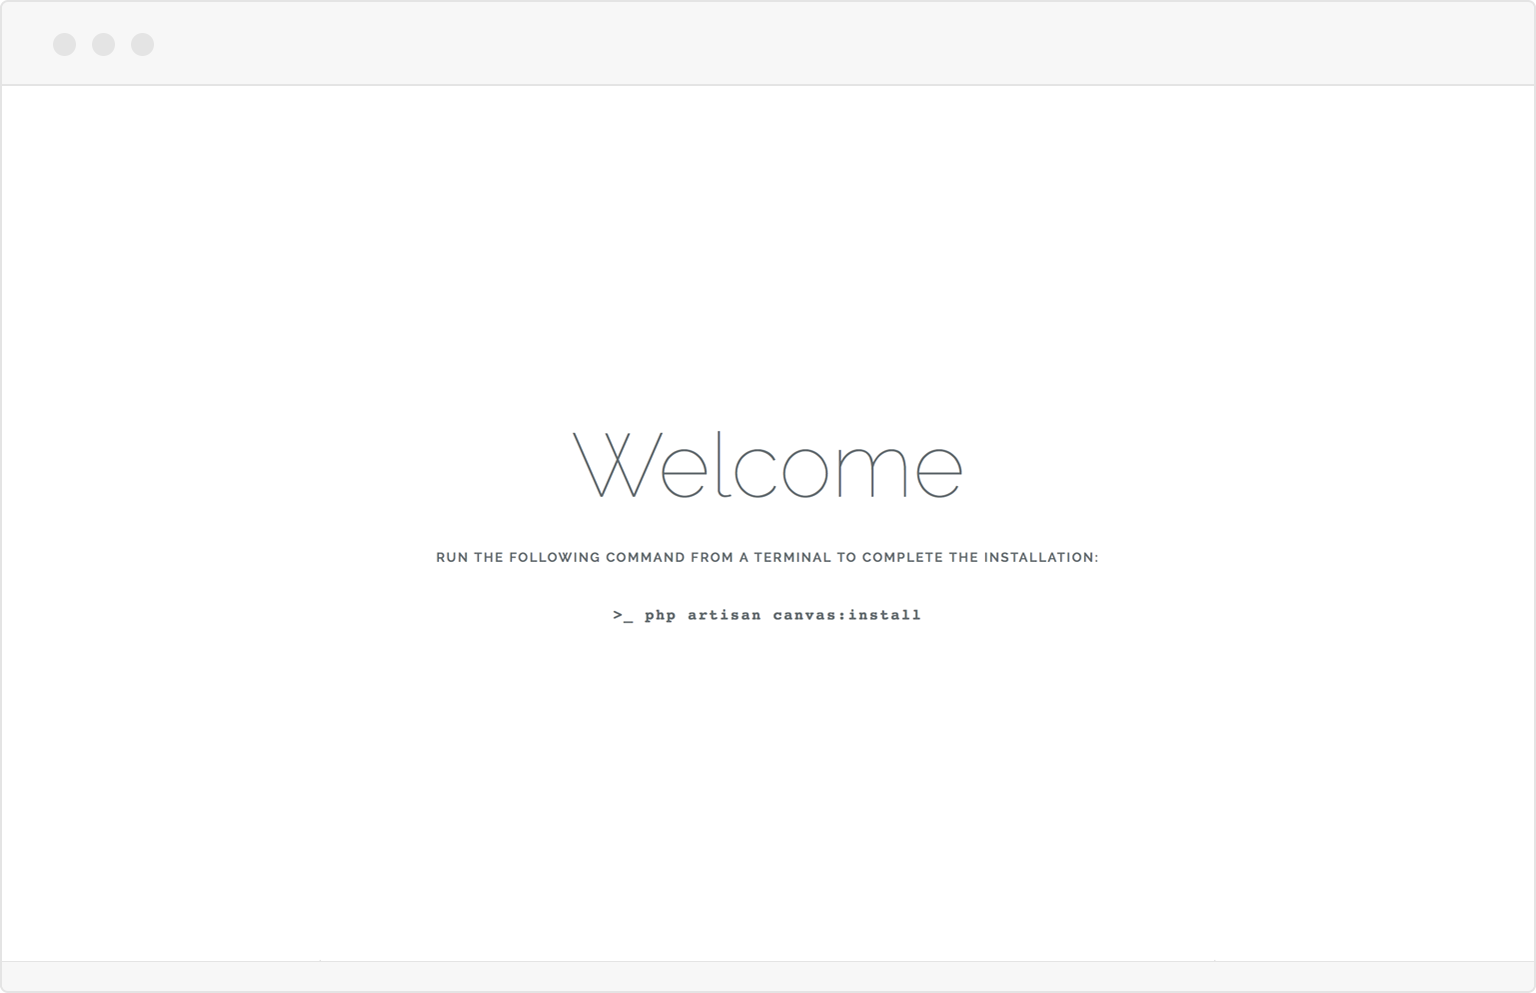 Welcome
RUN THE FOLLOWING COMMAND FROM A TERMINAL TO COMPLETE THE INSTALLATION:
>_ php artisan canvas:install